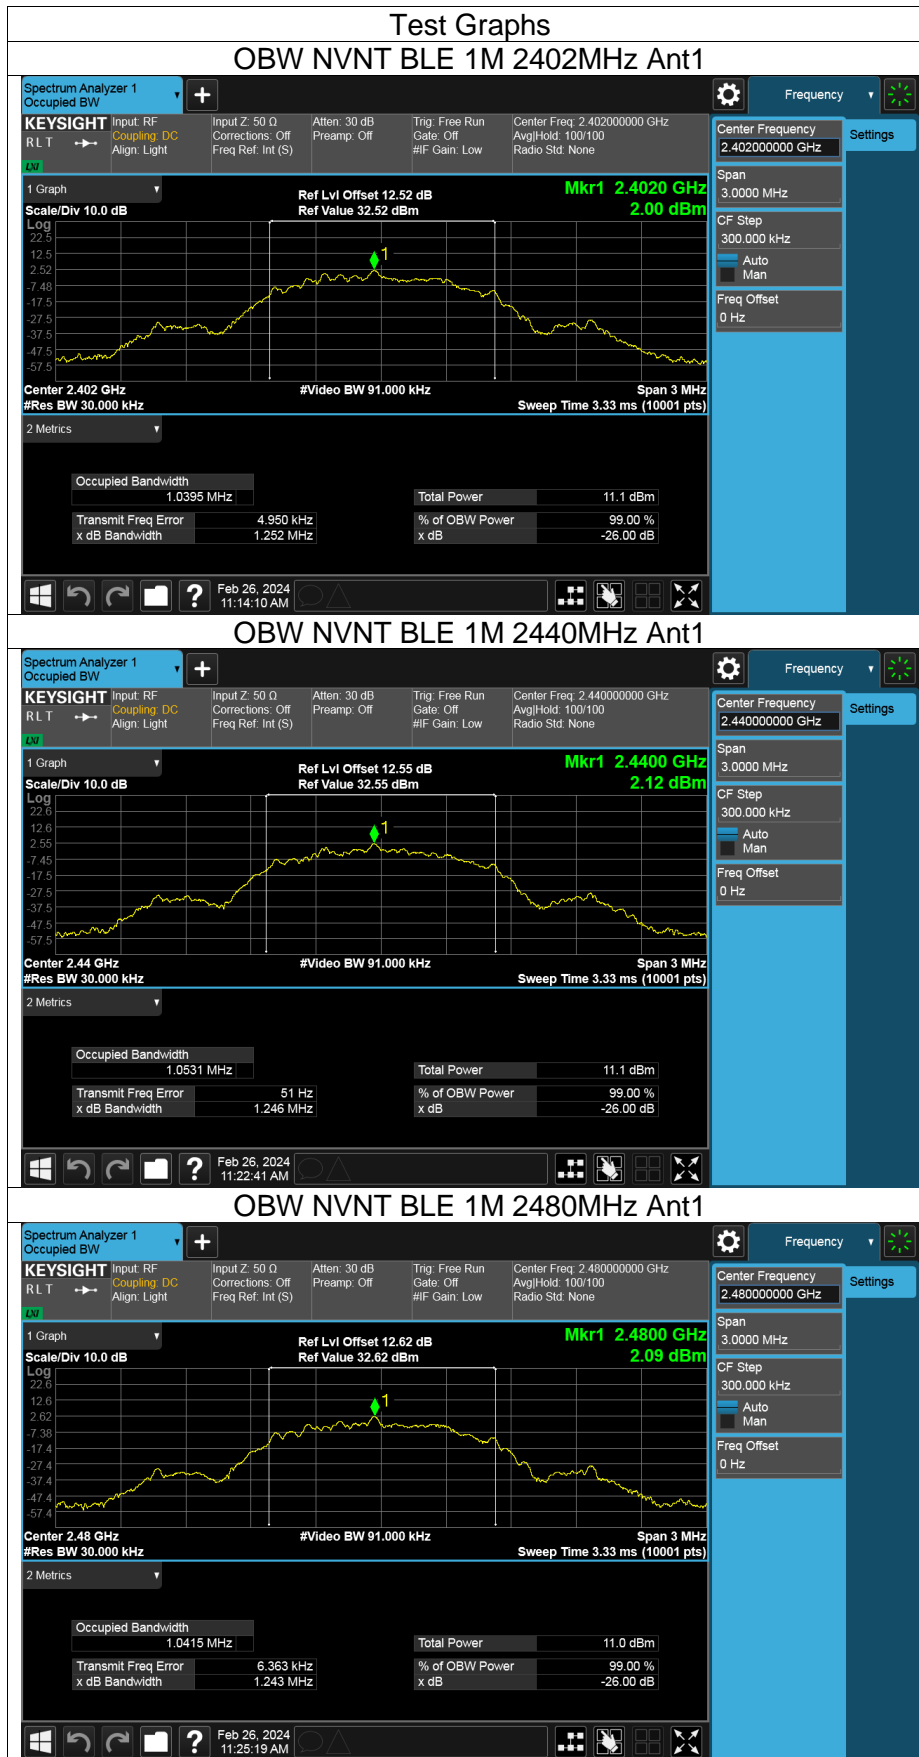 Test Graphs
OBW NVNT BLE 1M 2402MHz Ant1
Spectrum Analyzer 1
Occupied BW
+
Frequency
KEYSIGHT Input: RF Input Z: 50 Ω Atten: 30 dB Trig: Free Run Center Freq: 2.402000000 GHz
RLT Coupling: DC Corrections: Off Preamp: Off Gate: Off Avg|Hold: 100/100
Align: Light Freq Ref: Int (S) #IF Gain: Low Radio Std: None
LXI
Center Frequency
2.402000000 GHz
Settings
Span
3.0000 MHz
CF Step
300.000 kHz
Auto
Man
Freq Offset
0 Hz
1 Graph
Ref Lvl Offset 12.52 dB
Mkr1 2.4020 GHz
Scale/Div 10.0 dB
Ref Value 32.52 dBm
2.00 dBm
Log
22.5
12.5
1
2.52
-7.48
-17.5
-27.5
-37.5
-47.5
-57.5
Center 2.402 GHz #Video BW 91.000 kHz Span 3 MHz
#Res BW 30.000 kHz Sweep Time 3.33 ms (10001 pts)
2 Metrics
Occupied Bandwidth
1.0395 MHz Total Power 11.1 dBm
Transmit Freq Error 4.950 kHz % of OBW Power 99.00 %
x dB Bandwidth 1.252 MHz x dB -26.00 dB
?
Feb 26, 2024
11:14:10 AM
OBW NVNT BLE 1M 2440MHz Ant1
Spectrum Analyzer 1
Occupied BW
+
Frequency
KEYSIGHT Input: RF Input Z: 50 Ω Atten: 30 dB Trig: Free Run Center Freq: 2.440000000 GHz
RLT Coupling: DC Corrections: Off Preamp: Off Gate: Off Avg|Hold: 100/100
Align: Light Freq Ref: Int (S) #IF Gain: Low Radio Std: None
LXI
Center Frequency
2.440000000 GHz
Settings
Span
3.0000 MHz
CF Step
300.000 kHz
Auto
Man
Freq Offset
0 Hz
1 Graph
Ref Lvl Offset 12.55 dB
Mkr1 2.4400 GHz
Scale/Div 10.0 dB
Ref Value 32.55 dBm
2.12 dBm
Log
22.6
12.6
1
2.55
-7.45
-17.5
-27.5
-37.5
-47.5
-57.5
Center 2.44 GHz #Video BW 91.000 kHz Span 3 MHz
#Res BW 30.000 kHz Sweep Time 3.33 ms (10001 pts)
2 Metrics
Occupied Bandwidth
1.0531 MHz Total Power 11.1 dBm
Transmit Freq Error 51 Hz % of OBW Power 99.00 %
x dB Bandwidth 1.246 MHz x dB -26.00 dB
?
Feb 26, 2024
11:22:41 AM
OBW NVNT BLE 1M 2480MHz Ant1
Spectrum Analyzer 1
Occupied BW
+
Frequency
KEYSIGHT Input: RF Input Z: 50 Ω Atten: 30 dB Trig: Free Run Center Freq: 2.480000000 GHz
RLT Coupling: DC Corrections: Off Preamp: Off Gate: Off Avg|Hold: 100/100
Align: Light Freq Ref: Int (S) #IF Gain: Low Radio Std: None
LXI
Center Frequency
2.480000000 GHz
Settings
Span
3.0000 MHz
CF Step
300.000 kHz
Auto
Man
Freq Offset
0 Hz
1 Graph
Ref Lvl Offset 12.62 dB
Mkr1 2.4800 GHz
Scale/Div 10.0 dB
Ref Value 32.62 dBm
2.09 dBm
Log
22.6
12.6
1
2.62
-7.38
-17.4
-27.4
-37.4
-47.4
-57.4
Center 2.48 GHz #Video BW 91.000 kHz Span 3 MHz
#Res BW 30.000 kHz Sweep Time 3.33 ms (10001 pts)
2 Metrics
Occupied Bandwidth
1.0415 MHz Total Power 11.0 dBm
Transmit Freq Error 6.363 kHz % of OBW Power 99.00 %
x dB Bandwidth 1.243 MHz x dB -26.00 dB
?
Feb 26, 2024
11:25:19 AM